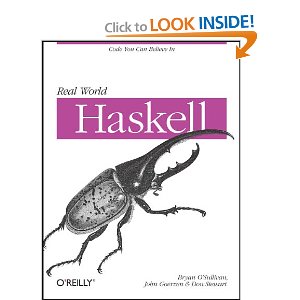 Click to LOOK INSIDE!
Code You Can Believe In
Real World
Haskell
Bryan O'Sullivan,
John Goerzen & Don Stewart
O'REILLY®